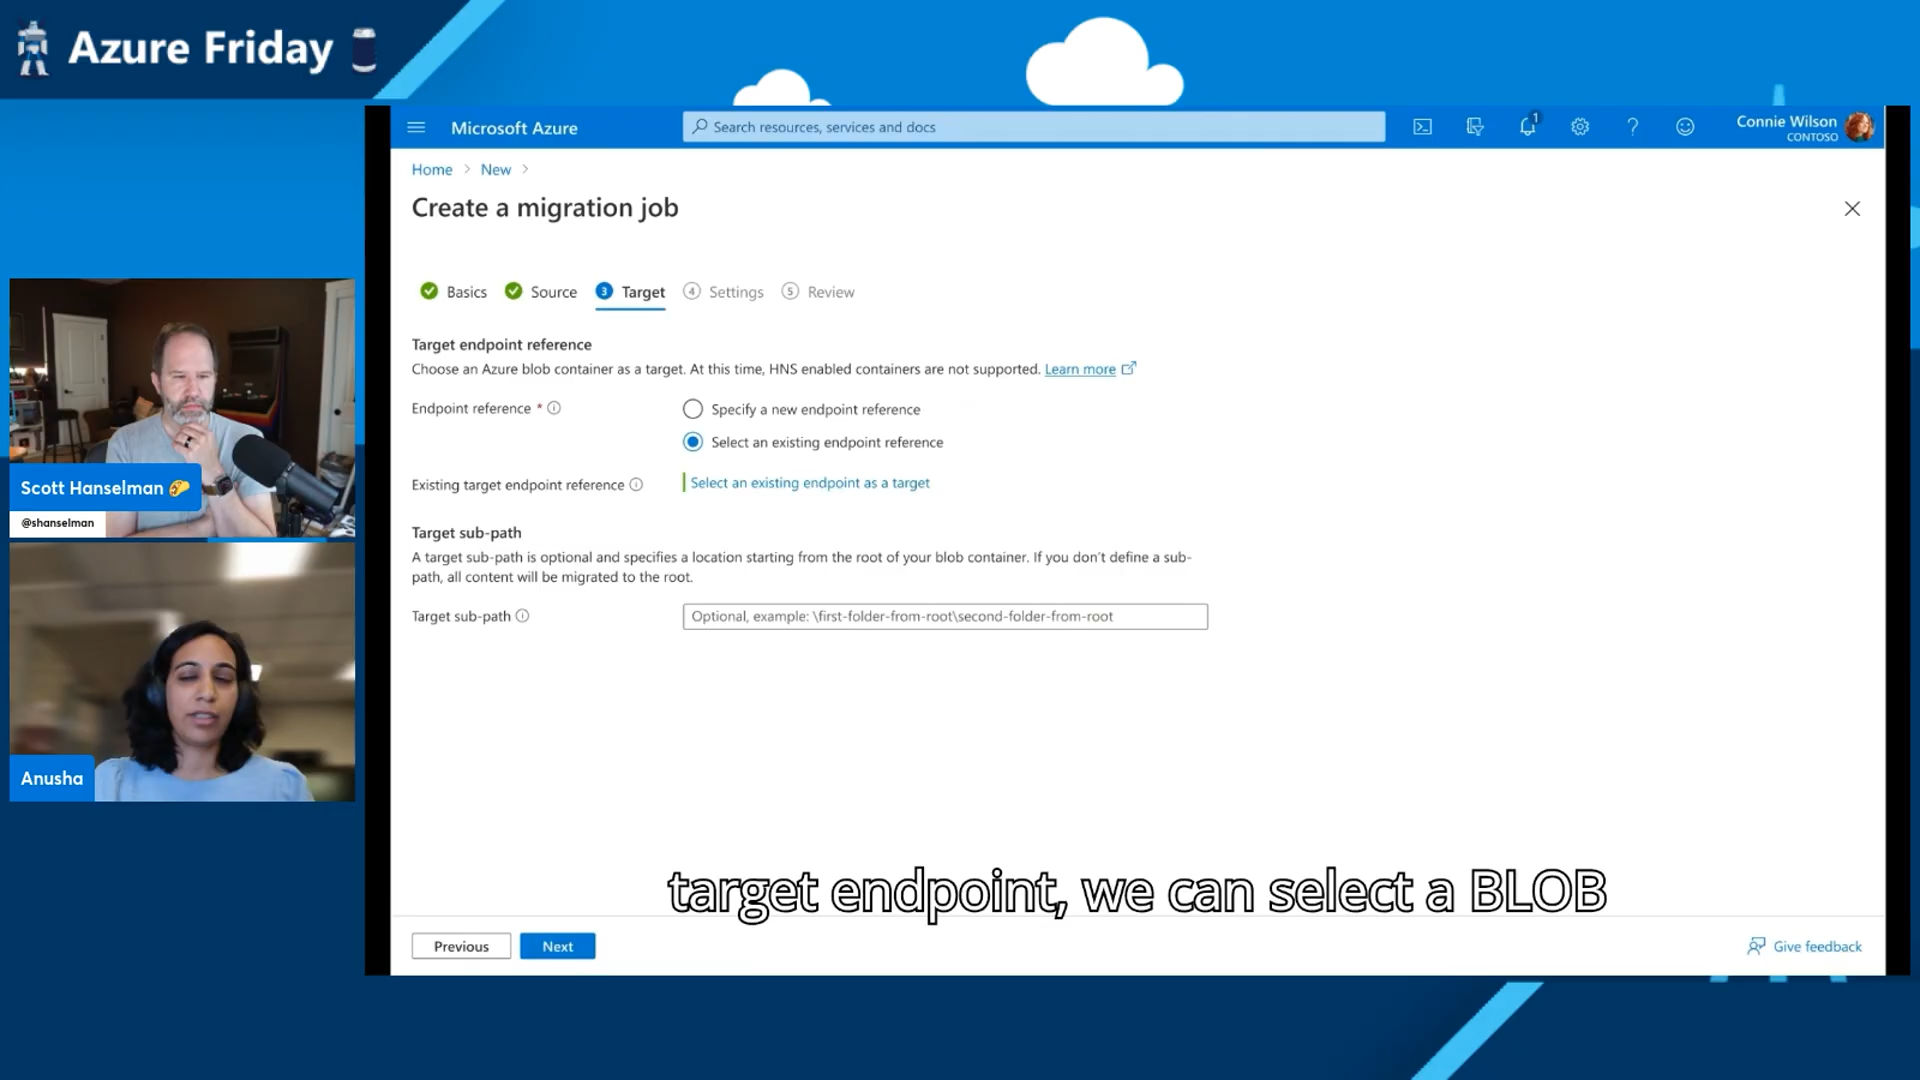 Azure Friday
Microsoft Azure
Search resources, services and docs
1
Connie Wilson
CONTOSO
Home > New >
Create a migration job
Basics
Source
3 Target
4 Settings
5 Review
Target endpoint reference
Choose an Azure blob container as a target. At this time, HNS enabled containers are not supported. Learn more
Endpoint reference *
Specify a new endpoint reference
Select an existing endpoint reference
Existing target endpoint reference
Select an existing endpoint as a target
Target sub-path
A target sub-path is optional and specifies a location starting from the root of your blob container. If you don't define a sub-
path, all content will be migrated to the root.
Target sub-path
Optional, example: \first-folder-from-root\second-folder-from-root
Scott Hanselman 🌮
@shanselman
Anusha
target endpoint, we can select a BLOB
Previous
Next
Give feedback